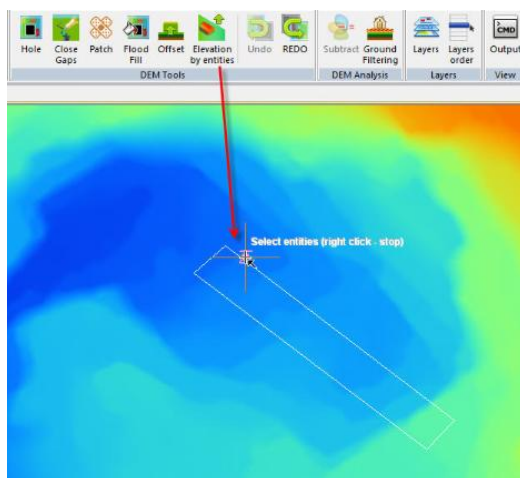 Hole Close Gaps Patch Flood Fill Offset Elevation by entities Undo REDO Subtract Ground Filtering Layers Layers order Output
DEM Tools DEM Analysis Layers View
CMD
Select entities (right click - stop)